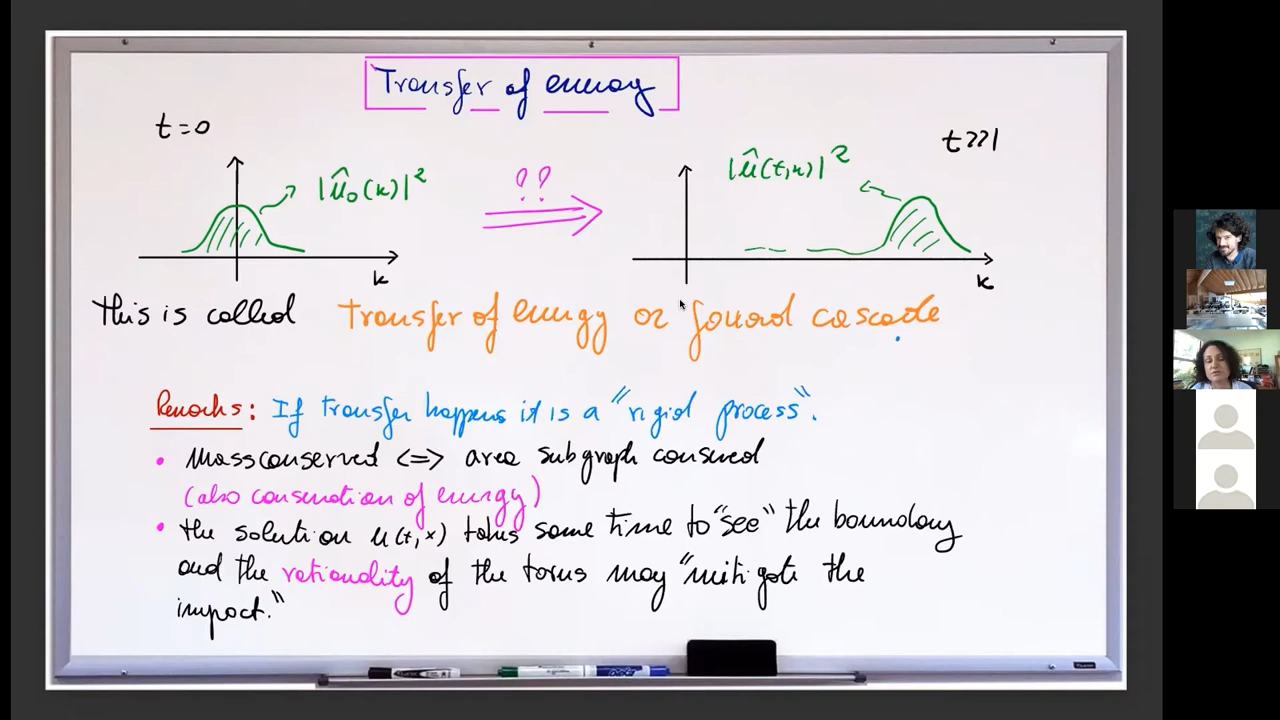 Transfer of energy
t=0
t>>1
|û₀(k)|²
??
|û(t,k)|²
k
k
This is called Transfer of energy or forward cascade
Remarks: If transfer happens it is a "rigid process".
• Mass conserved <=> area subgraph conserved
(also conservation of energy)
• the solution u(t,x) takes some time to "see" the boundary
and the rationality of the torus may "mitigate the
impact."